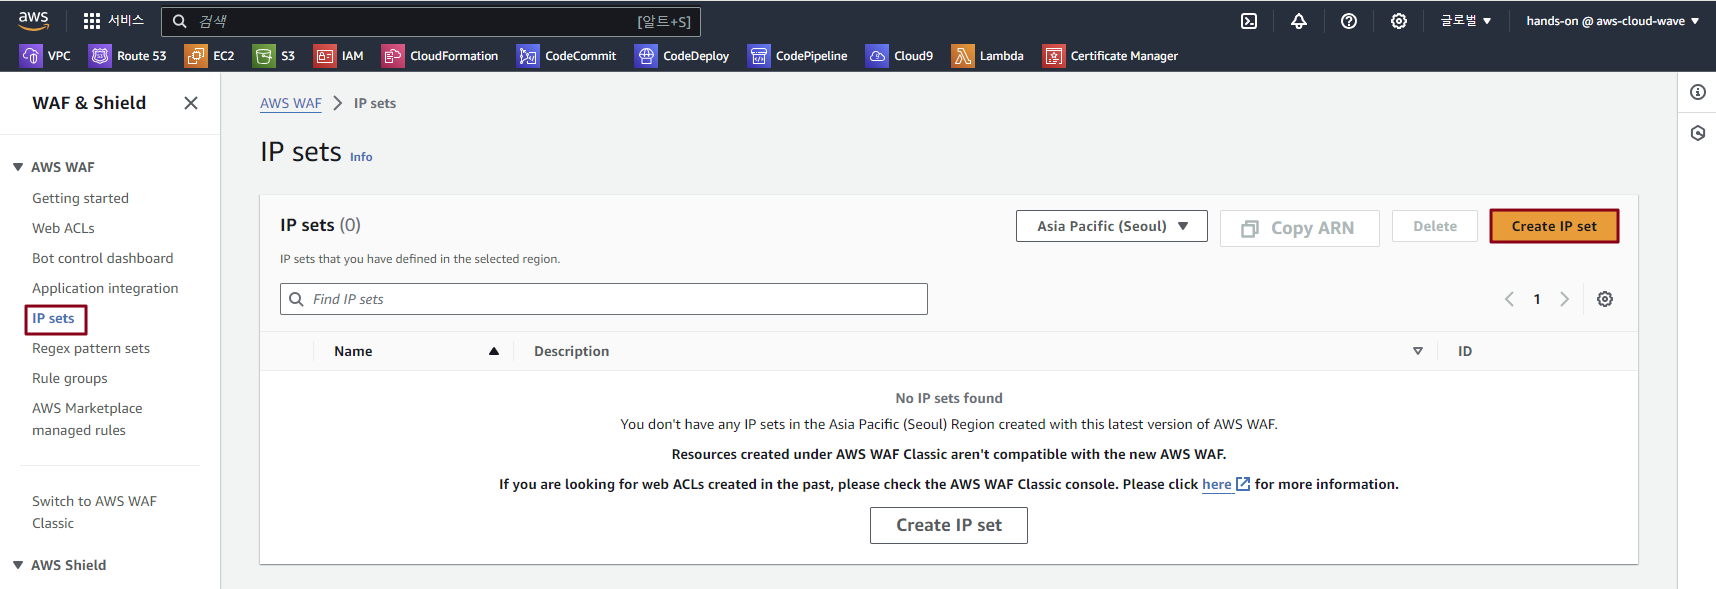 aws 서비스 검색 [알트+S] 글로벌 ▼ hands-on @ aws-cloud-wave ▼
VPC Route 53 EC2 S3 IAM CloudFormation CodeCommit CodeDeploy CodePipeline Cloud9 Lambda Certificate Manager
WAF & Shield
AWS WAF
Getting started
Web ACLs
Bot control dashboard
Application integration
IP sets
Regex pattern sets
Rule groups
AWS Marketplace
managed rules
Switch to AWS WAF
Classic
AWS Shield
AWS WAF > IP sets
IP sets Info
IP sets (0)
Asia Pacific (Seoul) ▼ Copy ARN Delete Create IP set
IP sets that you have defined in the selected region.
Find IP sets
1
Name Description ID
No IP sets found
You don't have any IP sets in the Asia Pacific (Seoul) Region created with this latest version of AWS WAF.
Resources created under AWS WAF Classic aren't compatible with the new AWS WAF.
If you are looking for web ACLs created in the past, please check the AWS WAF Classic console. Please click here for more information.
Create IP set